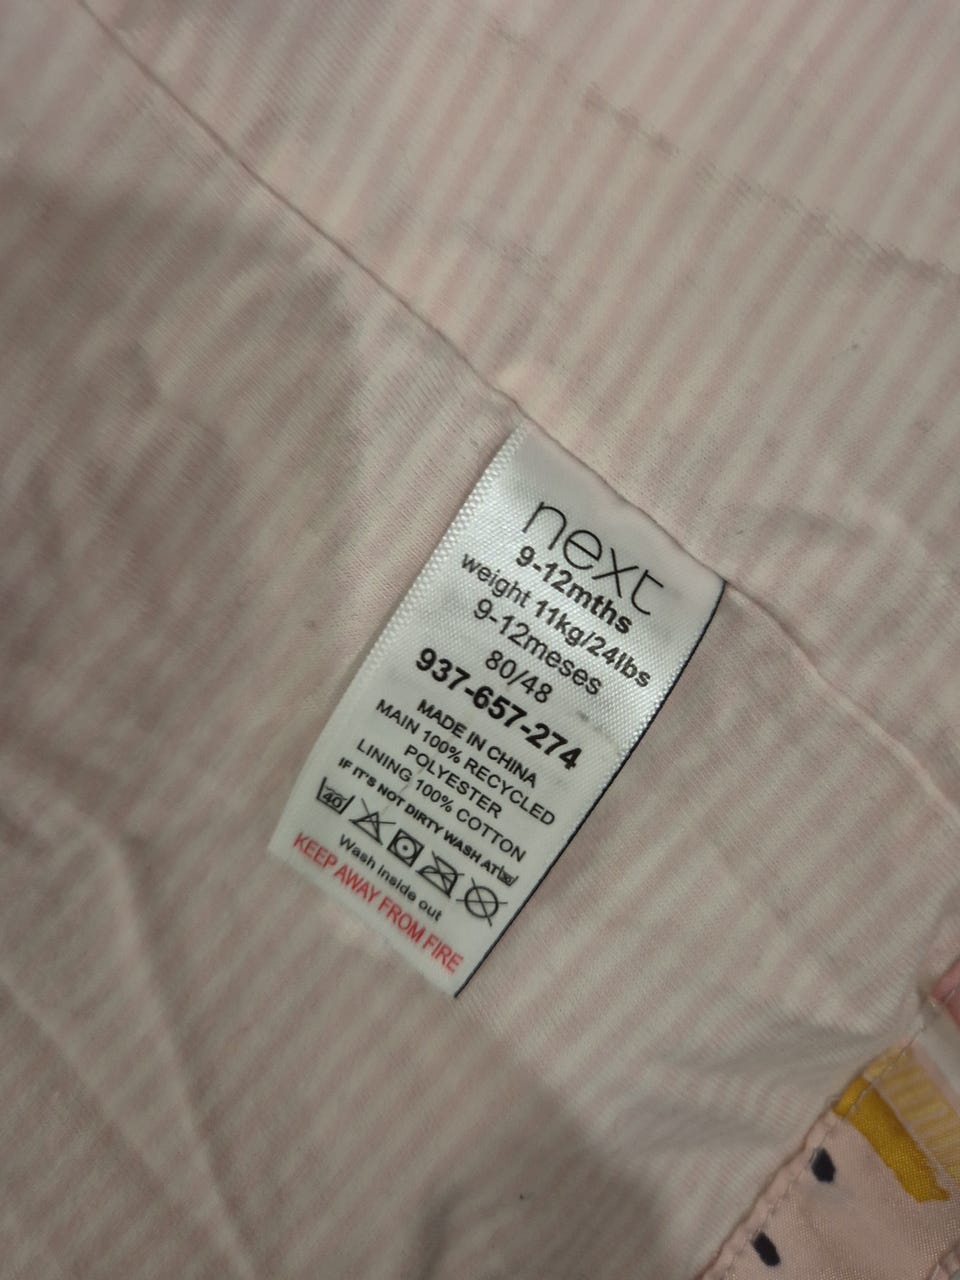 next
9-12mths
weight 11kg/24lbs
9-12meses
80/48
937-657-274
MADE IN CHINA
MAIN 100% RECYCLED
POLYESTER
LINING 100% COTTON
IF IT'S NOT DIRTY WASH AT
40
Wash inside out
KEEP AWAY FROM FIRE